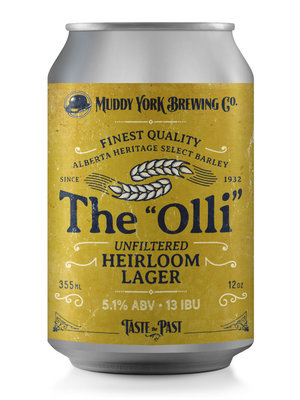 MUDDY YORK BREWING CO.
FINEST QUALITY
ALBERTA HERITAGE SELECT BARLEY
SINCE 1932
The "Olli"
UNFILTERED
HEIRLOOM
LAGER
355ML 12oz
5.1% ABV • 13 IBU
TASTE THE PAST